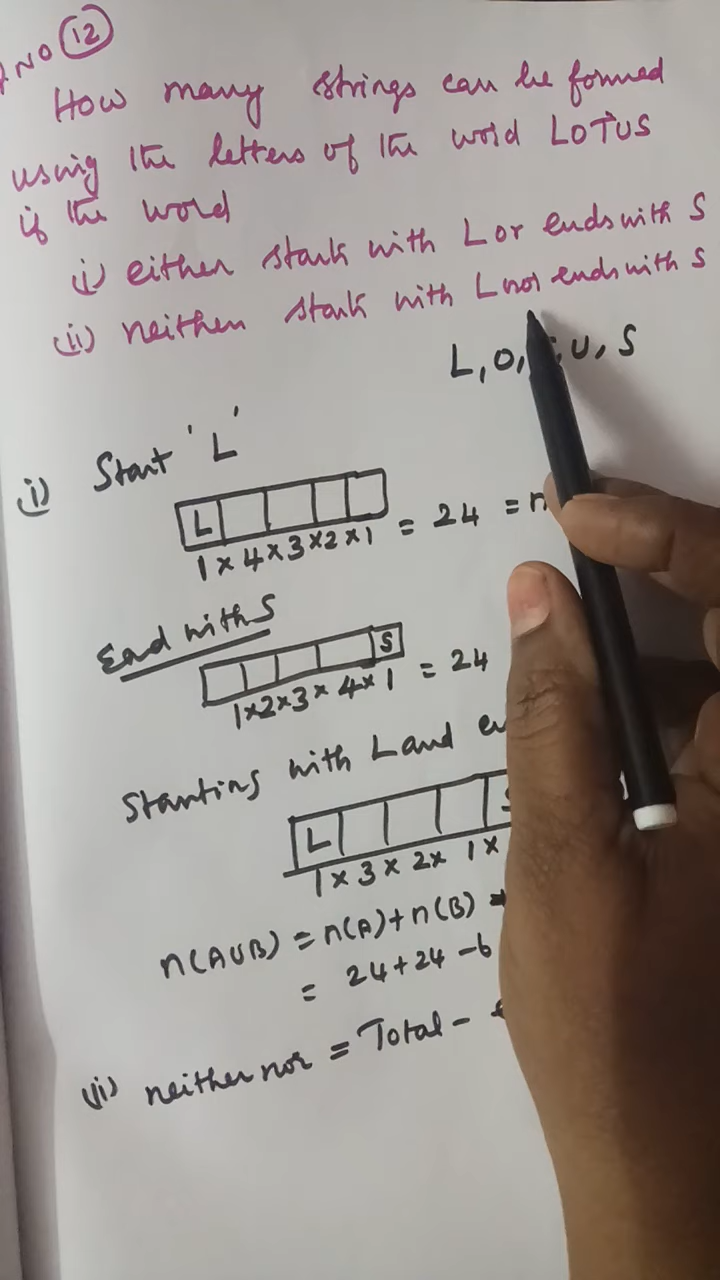 Q.NO 12
How many strings can be formed
using the letters of the word LOTUS
if the word
(i) either starts with L or ends with S
(ii) neither starts with L nor ends with S
L, O, U, S
(i) Start 'L'
L
1 × 4 × 3 × 2 × 1 = 24 = n
End with S
S
1 × 2 × 3 × 4 × 1 = 24
Starting with L and
L
1 × 3 × 2 × 1 ×
n(AUB) = n(A) + n(B)
= 24 + 24 - 6
(ii) neither nor = Total -